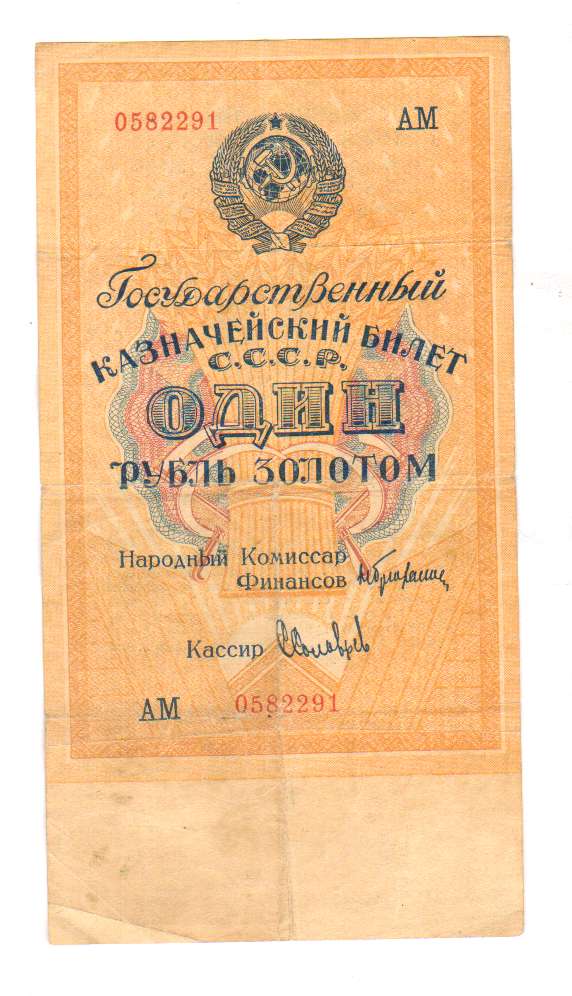 0582291 АМ
Государственный
КАЗНАЧЕЙСКИЙ БИЛЕТ
С.С.С.Р.
ОДИН
РУБЛЬ ЗОЛОТОМ
Народный Комиссар
Финансов
Кассир
АМ 0582291